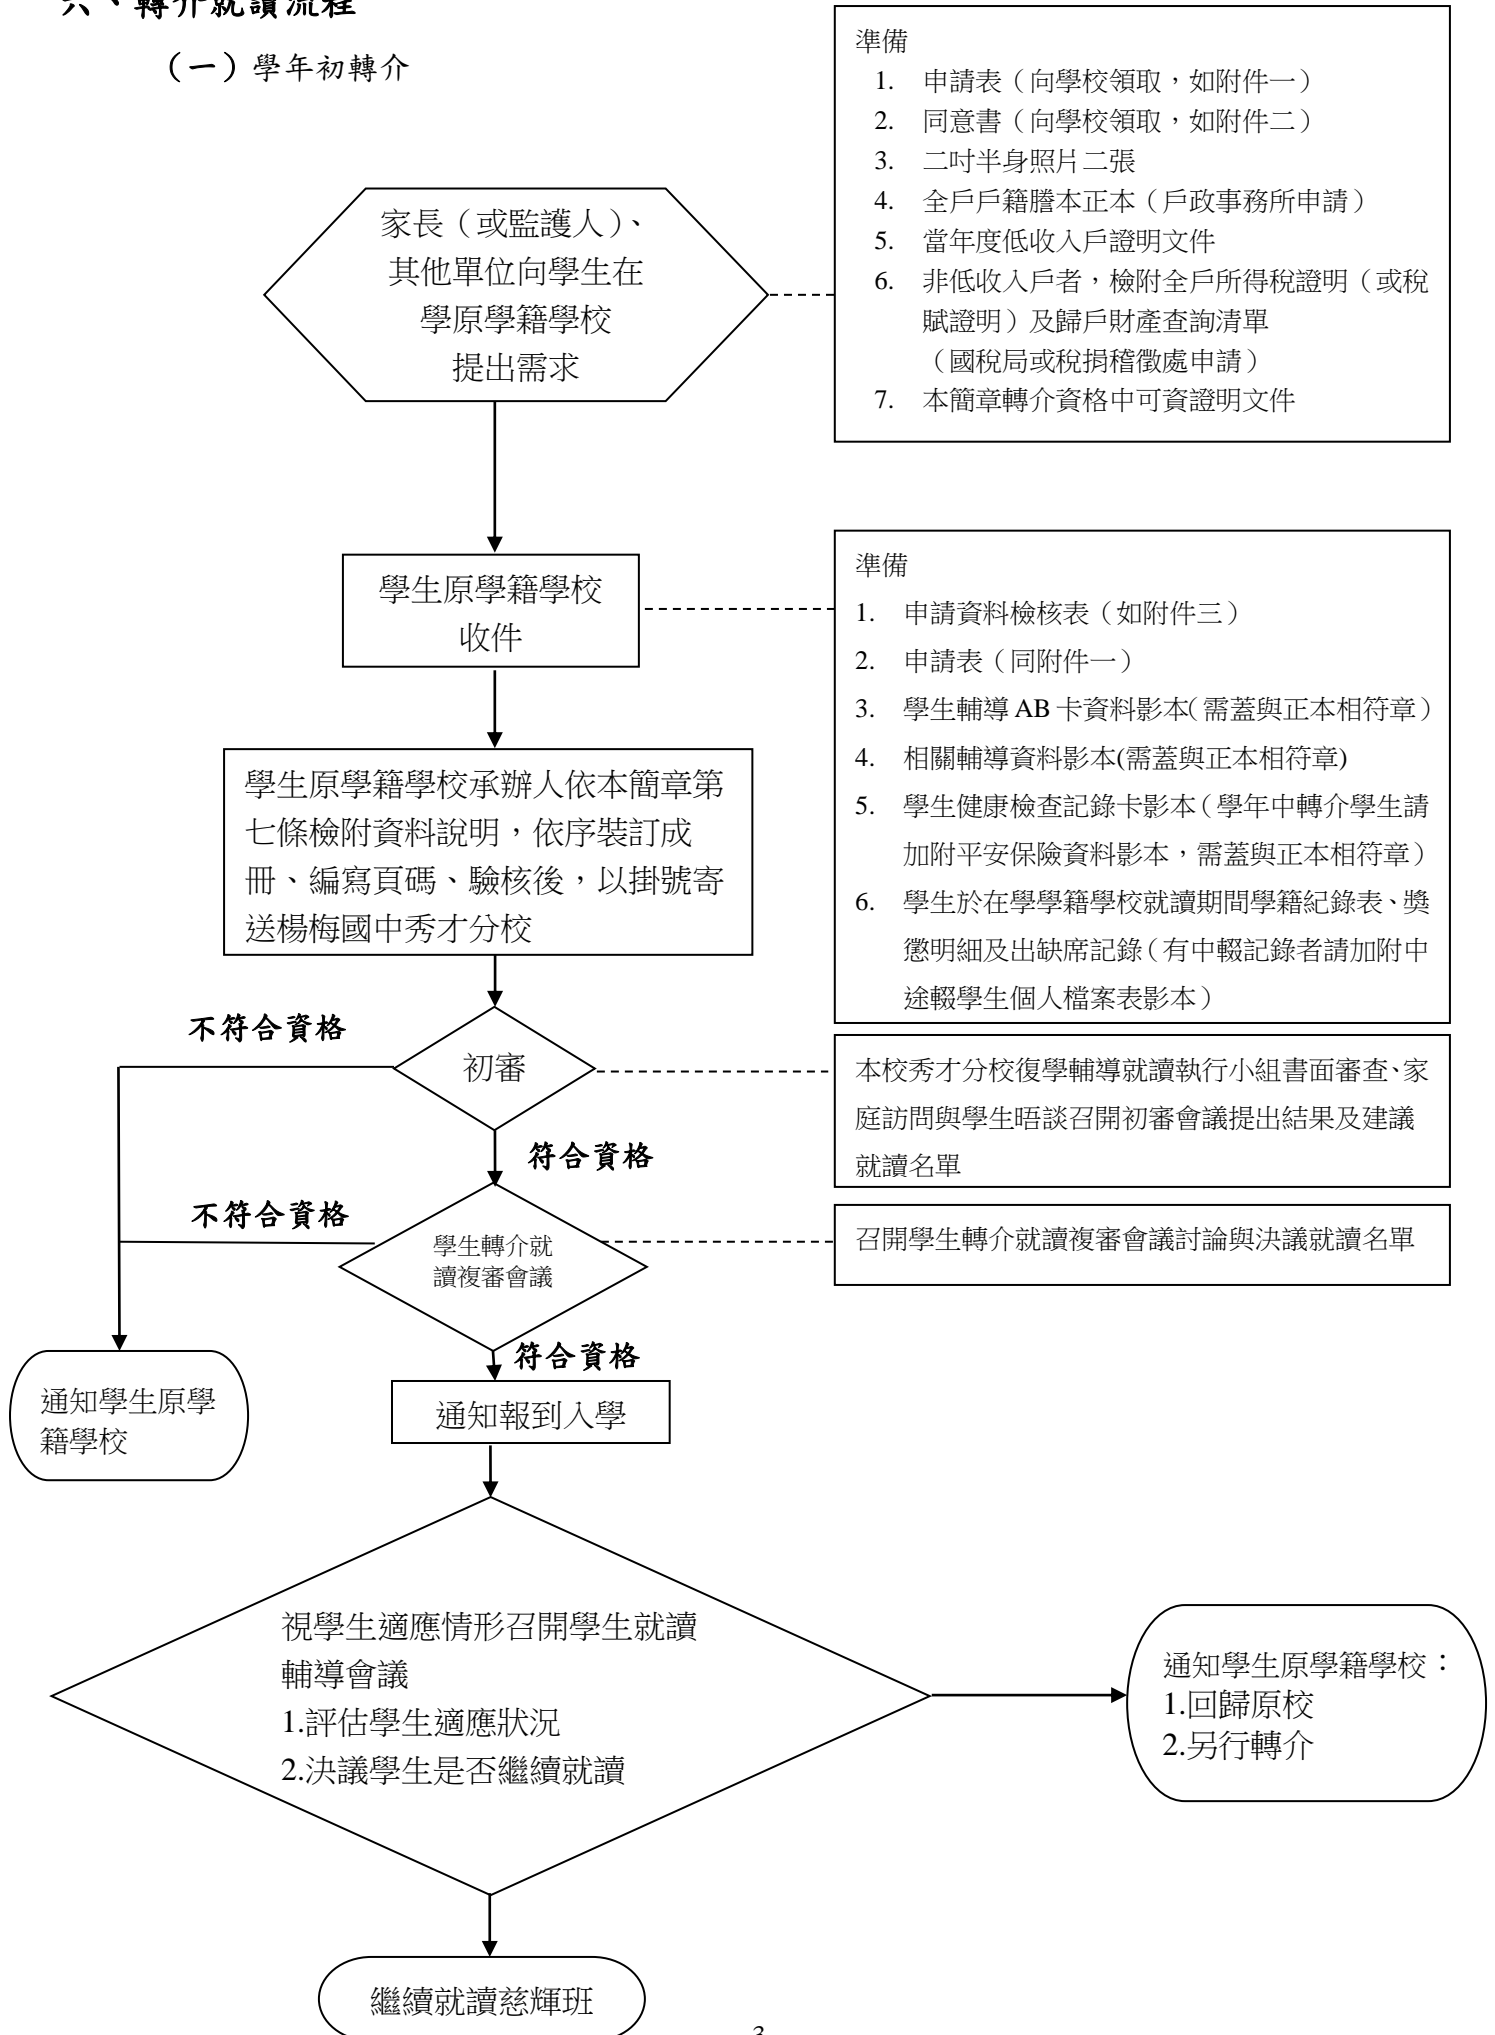 六、轉介就讀流程
（一）學年初轉介
準備
1. 申請表（向學校領取，如附件一）
2. 同意書（向學校領取，如附件二）
3. 二吋半身照片二張
4. 全戶戶籍謄本正本（戶政事務所申請）
5. 當年度低收入戶證明文件
6. 非低收入戶者，檢附全戶所得稅證明（或稅
賦證明）及歸戶財產查詢清單
（國稅局或稅捐稽徵處申請）
7. 本簡章轉介資格中可資證明文件
家長（或監護人）、
其他單位向學生在
學原學籍學校
提出需求
學生原學籍學校
收件
準備
1. 申請資料檢核表（如附件三）
2. 申請表（同附件一）
3. 學生輔導 AB 卡資料影本（需蓋與正本相符章）
4. 相關輔導資料影本(需蓋與正本相符章)
5. 學生健康檢查記錄卡影本（學年中轉介學生請
加附平安保險資料影本，需蓋與正本相符章）
6. 學生於在學學籍學校就讀期間學籍紀錄表、獎
懲明細及出缺席記錄（有中輟記錄者請加附中
途輟學生個人檔案表影本）
學生原學籍學校承辦人依本簡章第
七條檢附資料說明，依序裝訂成
冊、編寫頁碼、驗核後，以掛號寄
送楊梅國中秀才分校
不符合資格
初審
本校秀才分校復學輔導就讀執行小組書面審查、家
庭訪問與學生晤談召開初審會議提出結果及建議
就讀名單
符合資格
不符合資格
學生轉介就
讀複審會議
召開學生轉介就讀複審會議討論與決議就讀名單
符合資格
通知學生原學
籍學校
通知報到入學
視學生適應情形召開學生就讀
輔導會議
1.評估學生適應狀況
2.決議學生是否繼續就讀
通知學生原學籍學校：
1.回歸原校
2.另行轉介
繼續就讀慈輝班
3